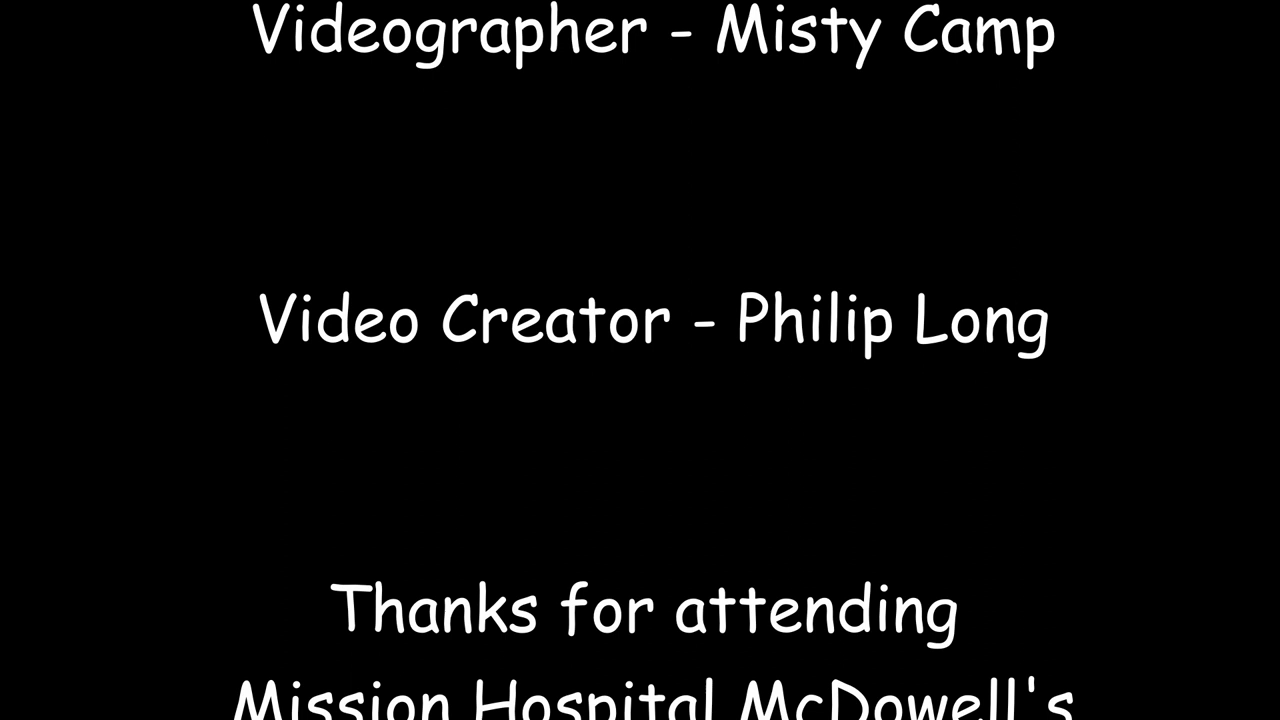 Videographer - Misty Camp
Video Creator - Philip Long
Thanks for attending
Mission Hospital McDowell's